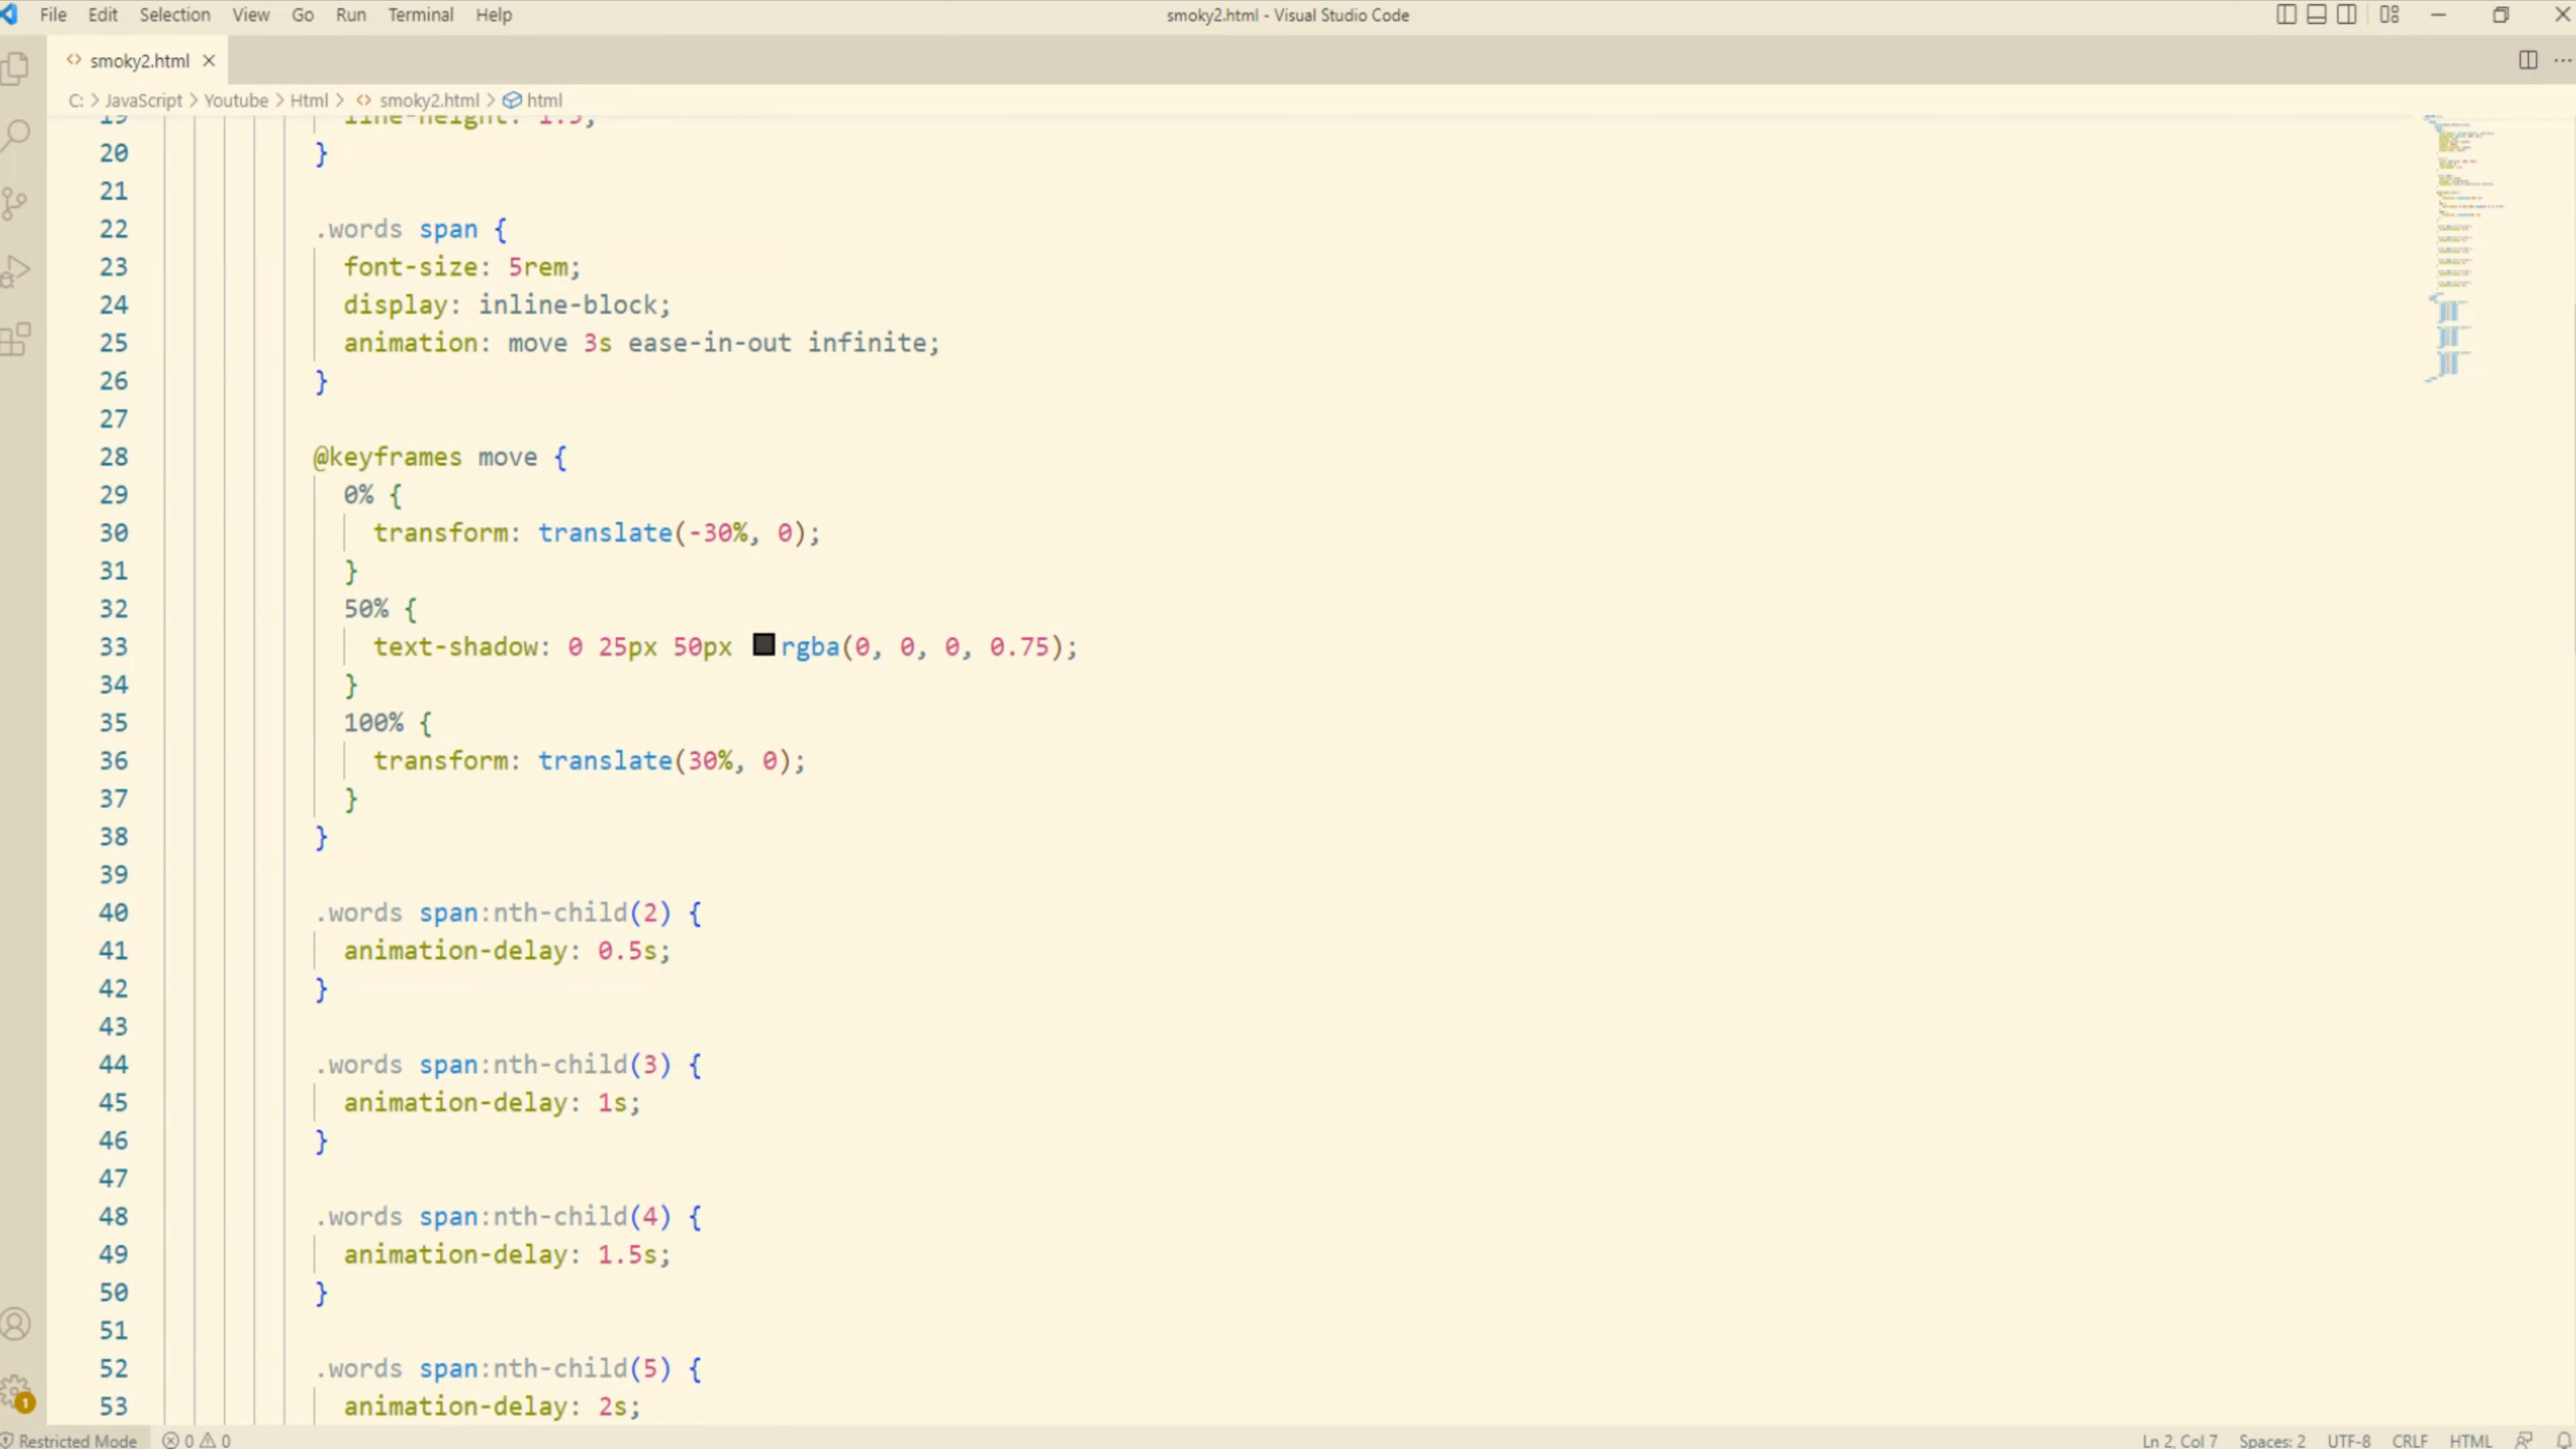 File Edit Selection View Go Run Terminal Help
smoky2.html - Visual Studio Code
smoky2.html
C: > JavaScript > Youtube > Html > smoky2.html > html
19 line-height: 1.5;
20 }
21
22 .words span {
23 font-size: 5rem;
24 display: inline-block;
25 animation: move 3s ease-in-out infinite;
26 }
27
28 @keyframes move {
29 0% {
30 transform: translate(-30%, 0);
31 }
32 50% {
33 text-shadow: 0 25px 50px rgba(0, 0, 0, 0.75);
34 }
35 100% {
36 transform: translate(30%, 0);
37 }
38 }
39
40 .words span:nth-child(2) {
41 animation-delay: 0.5s;
42 }
43
44 .words span:nth-child(3) {
45 animation-delay: 1s;
46 }
47
48 .words span:nth-child(4) {
49 animation-delay: 1.5s;
50 }
51
52 .words span:nth-child(5) {
53 animation-delay: 2s;
1
Restricted Mode 0 0 Ln 2, Col 7 Spaces: 2 UTF-8 CRLF HTML